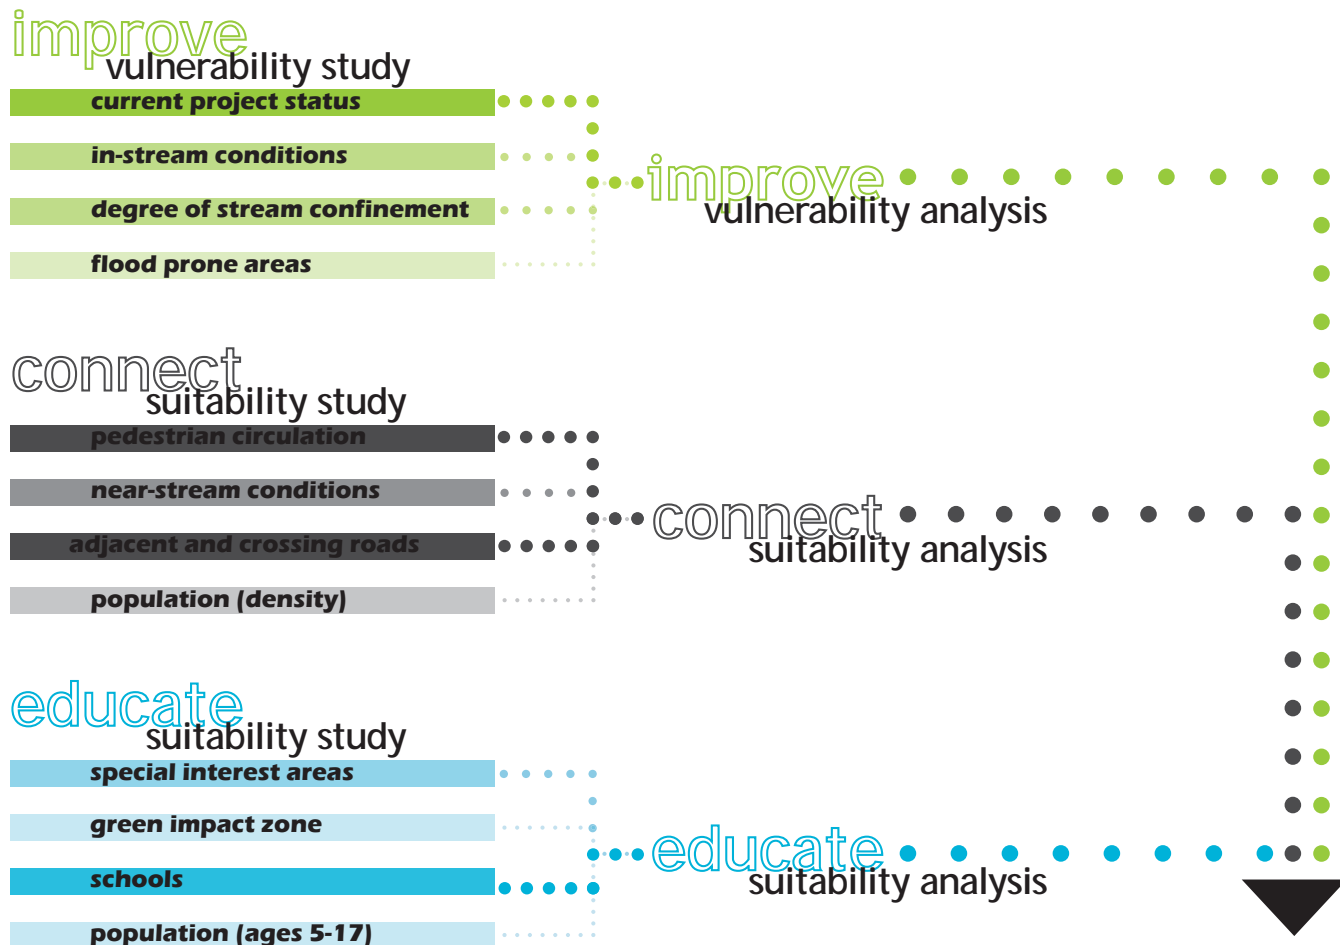 improve
vulnerability study
current project status
in-stream conditions
degree of stream confinement
flood prone areas
improve
vulnerability analysis
connect
suitability study
pedestrian circulation
near-stream conditions
adjacent and crossing roads
population (density)
connect
suitability analysis
educate
suitability study
special interest areas
green impact zone
schools
population (ages 5-17)
educate
suitability analysis